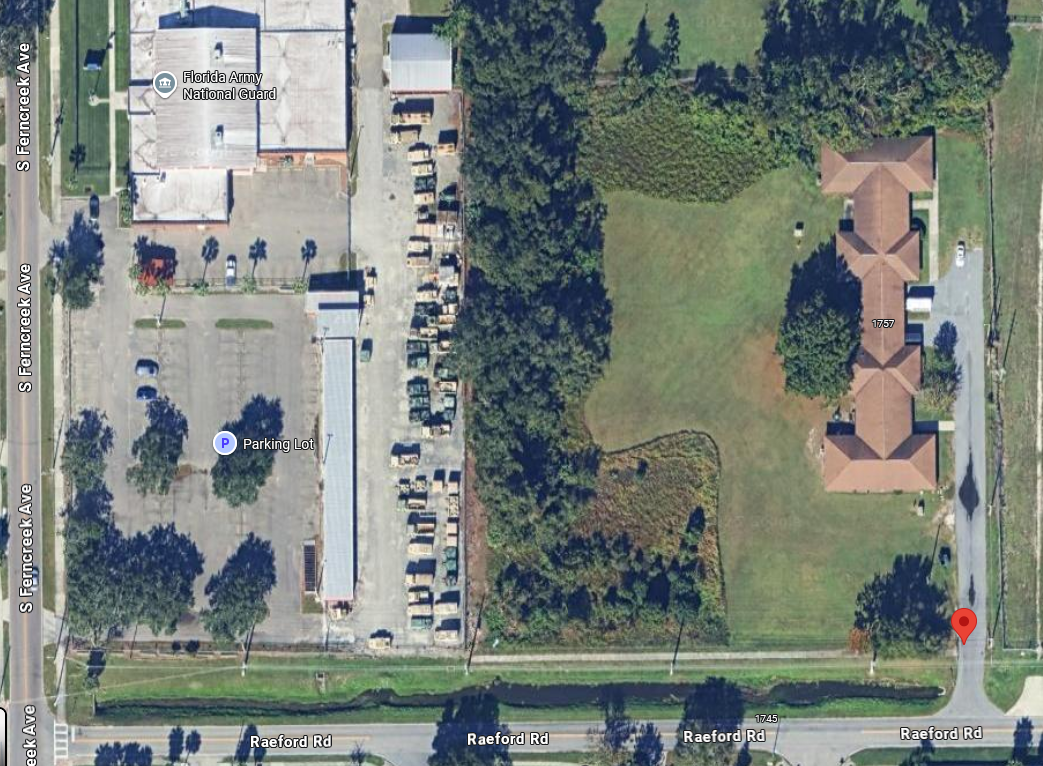 S Ferncreek Ave
Florida Army
National Guard
S Ferncreek Ave
1757
P Parking Lot
S Ferncreek Ave
eek Ave
1745
Raeford Rd
Raeford Rd
Raeford Rd
Raeford Rd